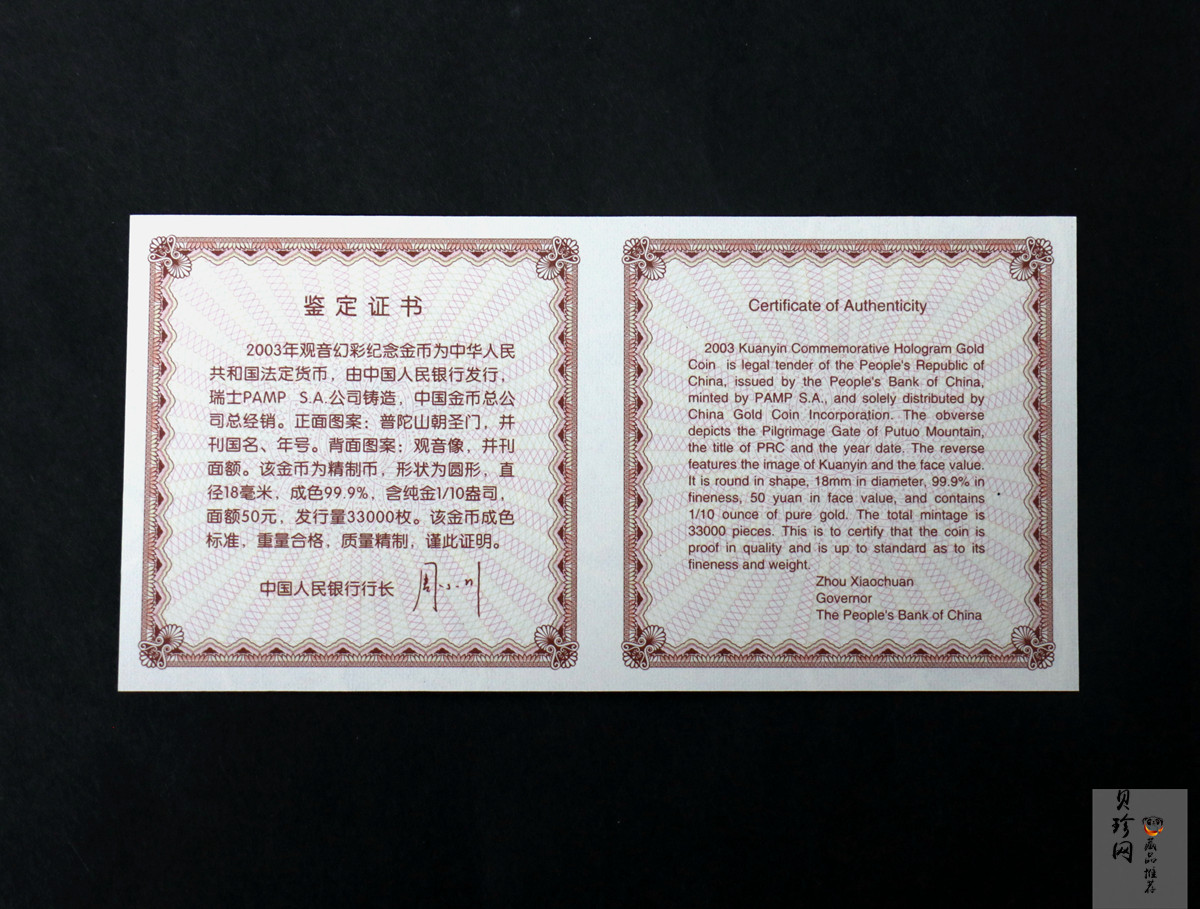 鉴定证书
2003年观音幻彩纪念金币为中华人民
共和国法定货币，由中国人民银行发行，
瑞士PAMP S.A.公司铸造，中国金币总公
司总经销。正面图案：普陀山朝圣门，并
刊国名、年号。背面图案：观音像，并刊
面额。该金币为精制币，形状为圆形，直
径18毫米，成色99.9%，含纯金1/10盎司，
面额50元，发行量33000枚。该金币成色
标准，重量合格，质量精制，谨此证明。
中国人民银行行长 周小川
Certificate of Authenticity
2003 Kuanyin Commemorative Hologram Gold
Coin is legal tender of the People's Republic of
China, issued by the People's Bank of China,
minted by PAMP S.A., and solely distributed by
China Gold Coin Incorporation. The obverse
depicts the Pilgrimage Gate of Putuo Mountain,
the title of PRC and the year date. The reverse
features the image of Kuanyin and the face value.
It is round in shape, 18mm in diameter, 99.9% in
fineness, 50 yuan in face value, and contains
1/10 ounce of pure gold. The total mintage is
33000 pieces. This is to certify that the coin is
proof in quality and is up to standard as to its
fineness and weight.
Zhou Xiaochuan
Governor
The People's Bank of China
贝珍网
藏品推荐